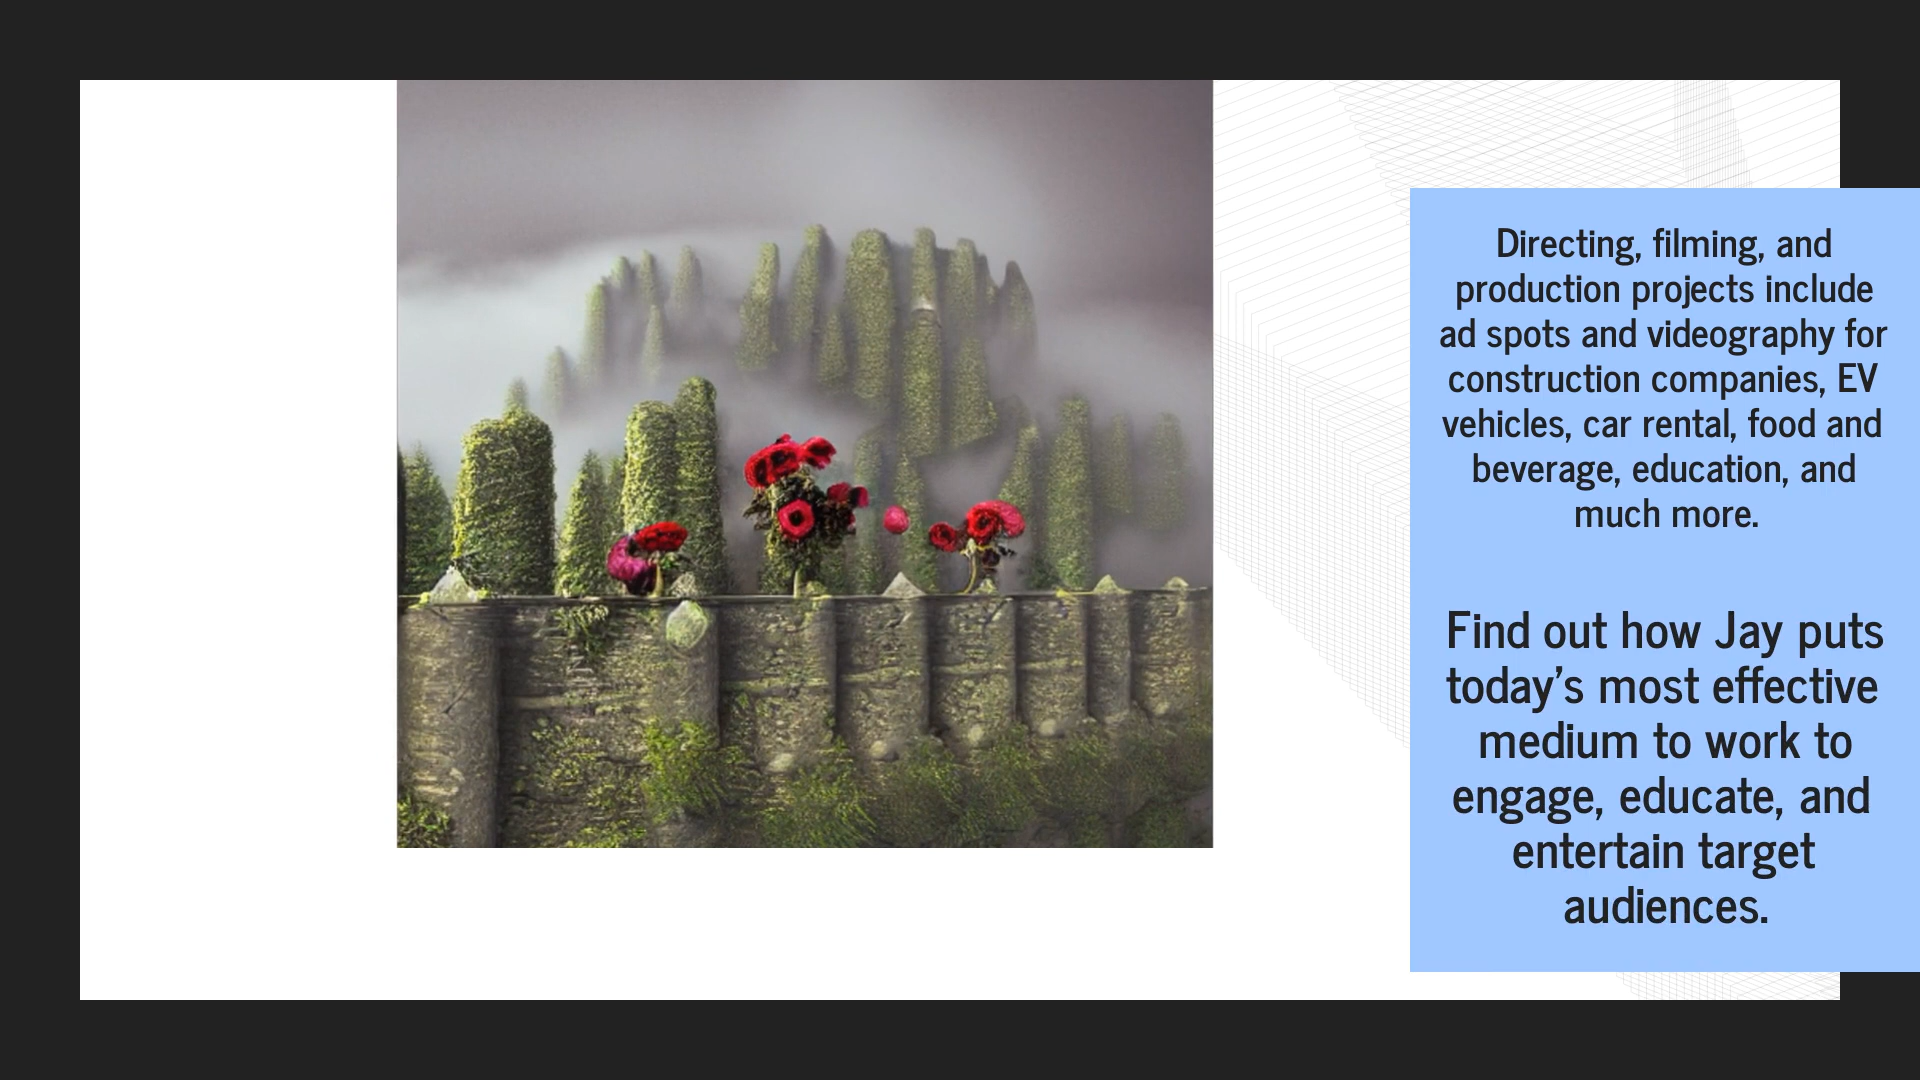 Directing, filming, and
production projects include
ad spots and videography for
construction companies, EV
vehicles, car rental, food and
beverage, education, and
much more.
Find out how Jay puts
today’s most effective
medium to work to
engage, educate, and
entertain target
audiences.